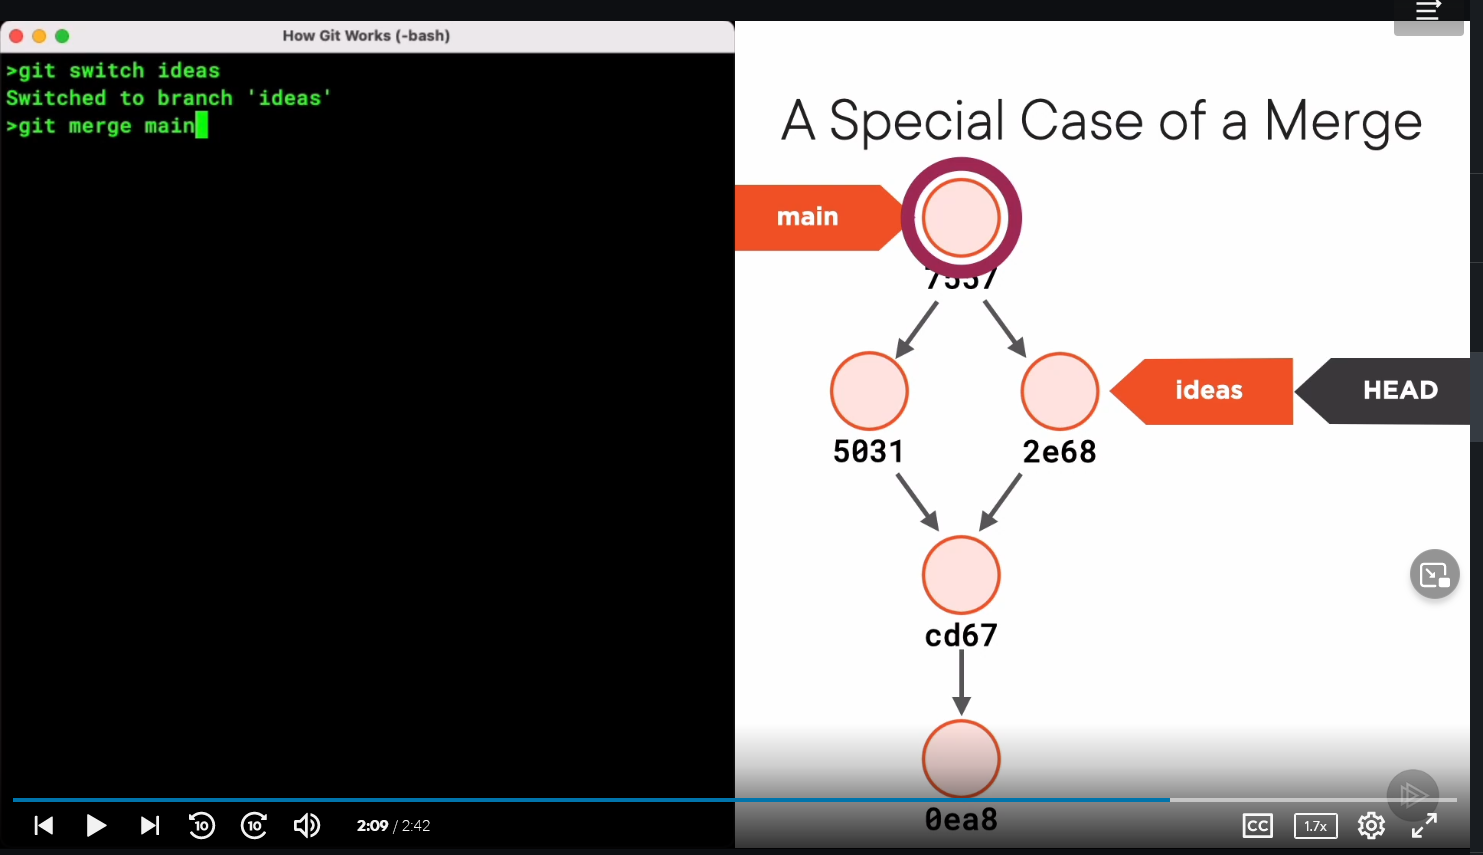 How Git Works (-bash)
>git switch ideas
Switched to branch 'ideas'
>git merge main
A Special Case of a Merge
main
5031
2e68
ideas
HEAD
cd67
0ea8
10
10
2:09 / 2:42
CC
1.7x